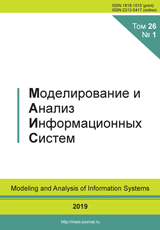 ISSN 1818-1015 (print)
ISSN 2313-5417 (online)
Том 26
№ 1
Моделирование и
Анализ
Информационных
Систем
Modeling and Analysis of Information Systems
2019
http://mais-journal.ru